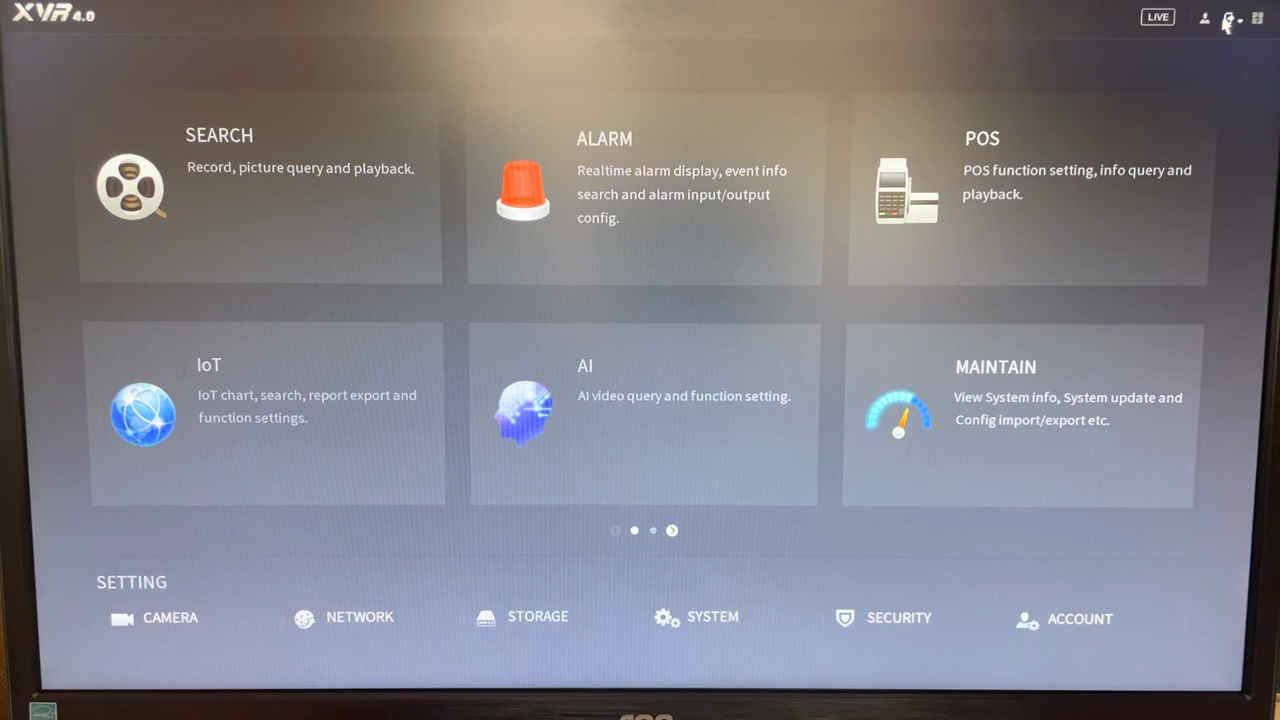 XVR 4.0
LIVE
SEARCH
Record, picture query and playback.
ALARM
Realtime alarm display, event info
search and alarm input/output
config.
POS
POS function setting, info query and
playback.
IoT
IoT chart, search, report export and
function settings.
AI
AI video query and function setting.
MAINTAIN
View System info, System update and
Config import/export etc.
SETTING
CAMERA
NETWORK
STORAGE
SYSTEM
SECURITY
ACCOUNT